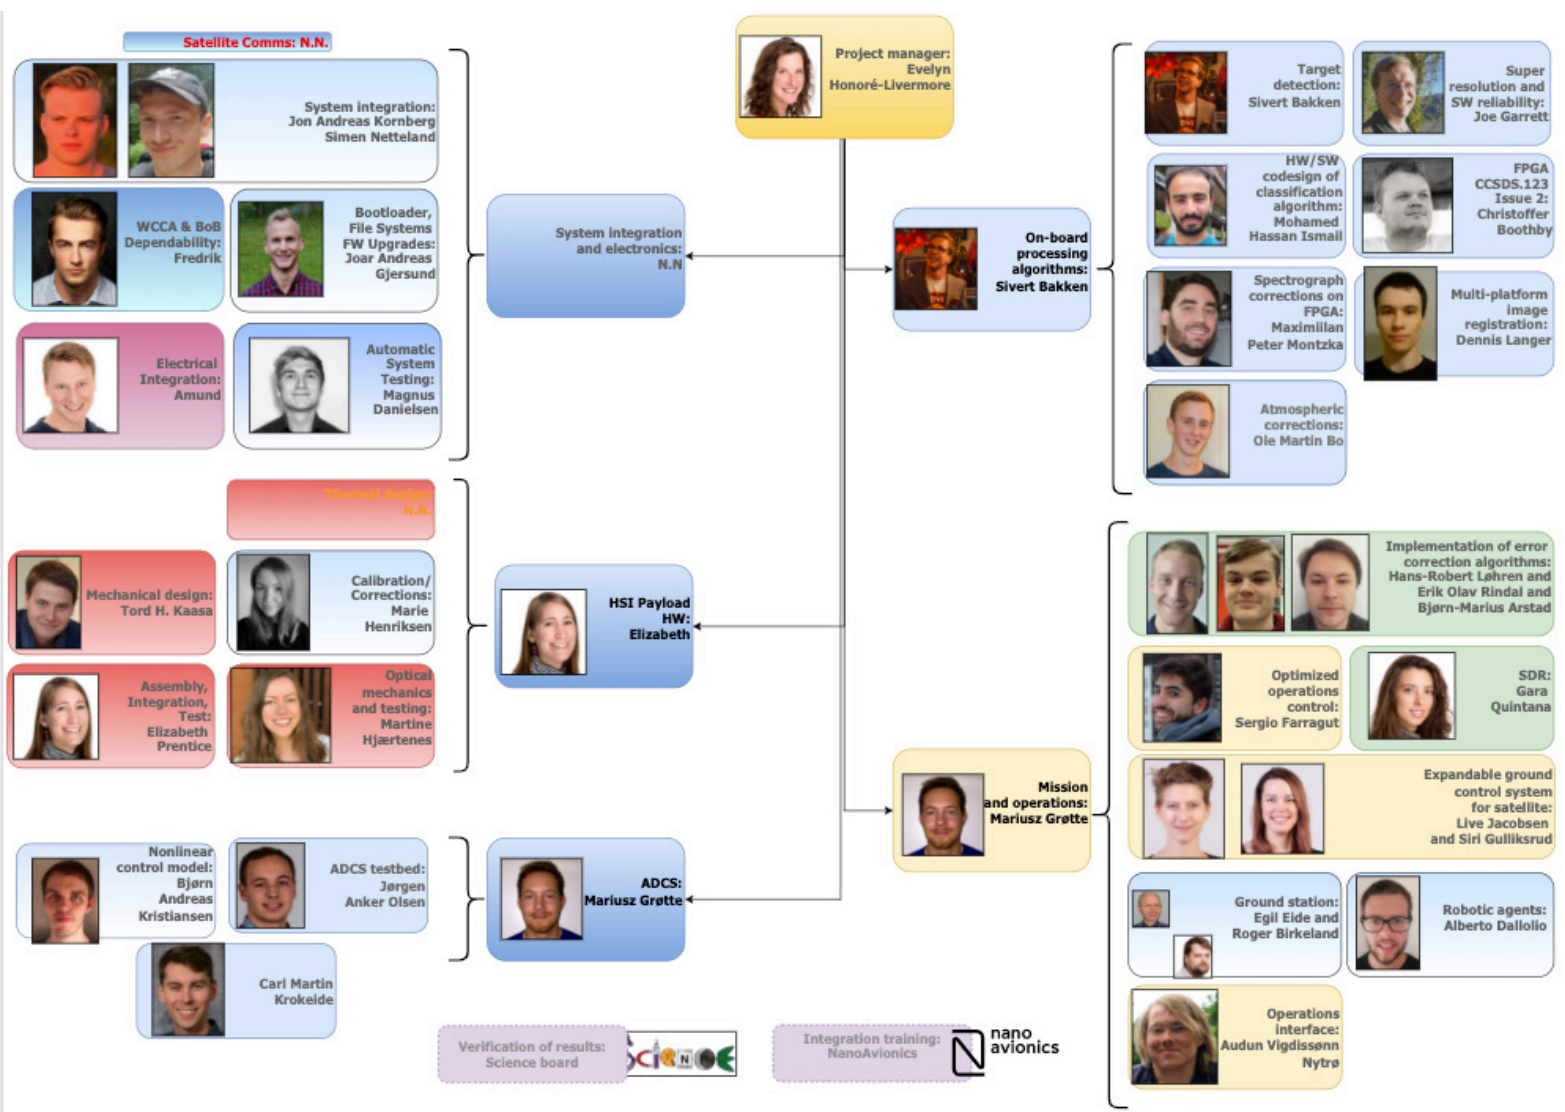 Satellite Comms: N.N.
System integration:
Jon Andreas Kornberg
Simen Netteland
WCCA & BoB
Dependability:
Fredrik
Bootloader,
File Systems
FW Upgrades:
Joar Andreas
Gjersund
Electrical
Integration:
Amund
Automatic
System
Testing:
Magnus
Danielsen
System integration
and electronics:
N.N
Project manager:
Evelyn
Honoré-Livermore
On-board
processing
algorithms:
Sivert Bakken
Target
detection:
Sivert Bakken
Super
resolution and
SW reliability:
Joe Garrett
HW/SW
codesign of
classification
algorithm:
Mohamed
Hassan Ismail
FPGA
CCSDS.123
Issue 2:
Christoffer
Boothby
Spectrograph
corrections on
FPGA:
Maximiilan
Peter Montzka
Multi-platform
image
registration:
Dennis Langer
Atmospheric
corrections:
Ole Martin Bo
Thermal design:
N.N.
Mechanical design:
Tord H. Kaasa
Calibration/
Corrections:
Marie
Henriksen
Assembly,
Integration,
Test:
Elizabeth
Prentice
Optical
mechanics
and testing:
Martine
Hjærtenes
HSI Payload
HW:
Elizabeth
Implementation of error
correction algorithms:
Hans-Robert Løhren and
Erik Olav Rindal and
Bjørn-Marius Arstad
Optimized
operations
control:
Sergio Farragut
SDR:
Gara
Quintana
Mission
and operations:
Mariusz Grøtte
Expandable ground
control system
for satellite:
Live Jacobsen
and Siri Gulliksrud
Ground station:
Egil Eide and
Roger Birkeland
Robotic agents:
Alberto Dallolio
Operations
interface:
Audun Vigdissønn
Nytrø
Nonlinear
control model:
Bjørn
Andreas
Kristiansen
ADCS testbed:
Jørgen
Anker Olsen
Carl Martin
Krokeide
ADCS:
Mariusz Grøtte
Verification of results:
Science board
SCIENCE
Integration training:
NanoAvionics
nano
avionics